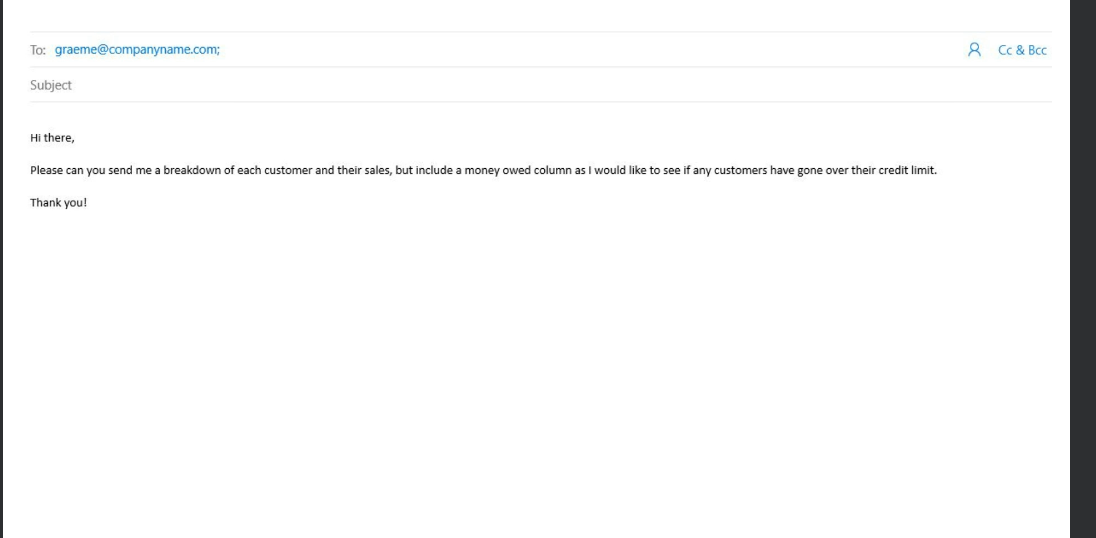 To: graeme@companyname.com; Cc & Bcc
Subject
Hi there,
Please can you send me a breakdown of each customer and their sales, but include a money owed column as I would like to see if any customers have gone over their credit limit.
Thank you!